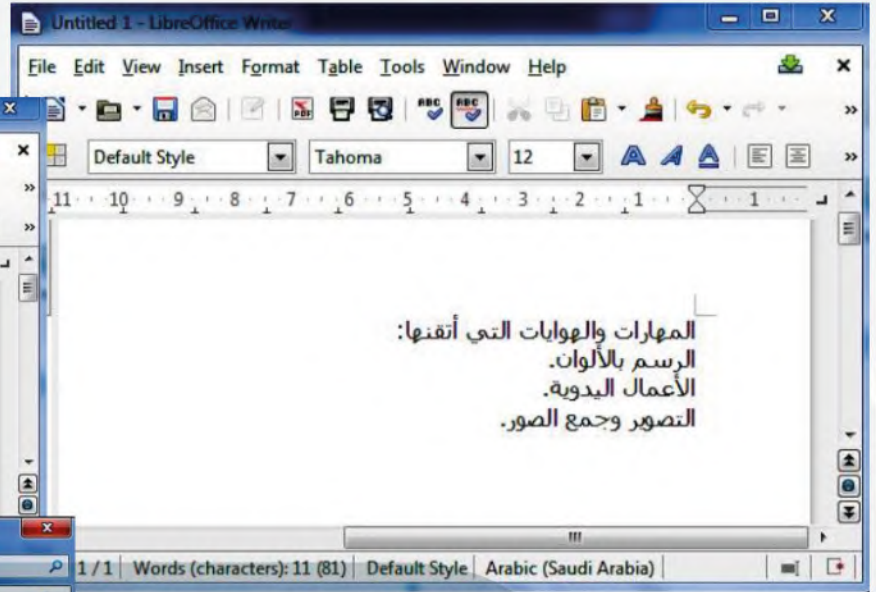 Untitled 1 - LibreOffice Writer
File Edit View Insert Format Table Tools Window Help
Default Style Tahoma 12
11 10 9 8 7 6 5 4 3 2 1 1
المهارات والهوايات التي أتقنها:
الرسم بالألوان.
الأعمال اليدوية.
التصوير وجمع الصور.
1 / 1 Words (characters): 11 (81) Default Style Arabic (Saudi Arabia)